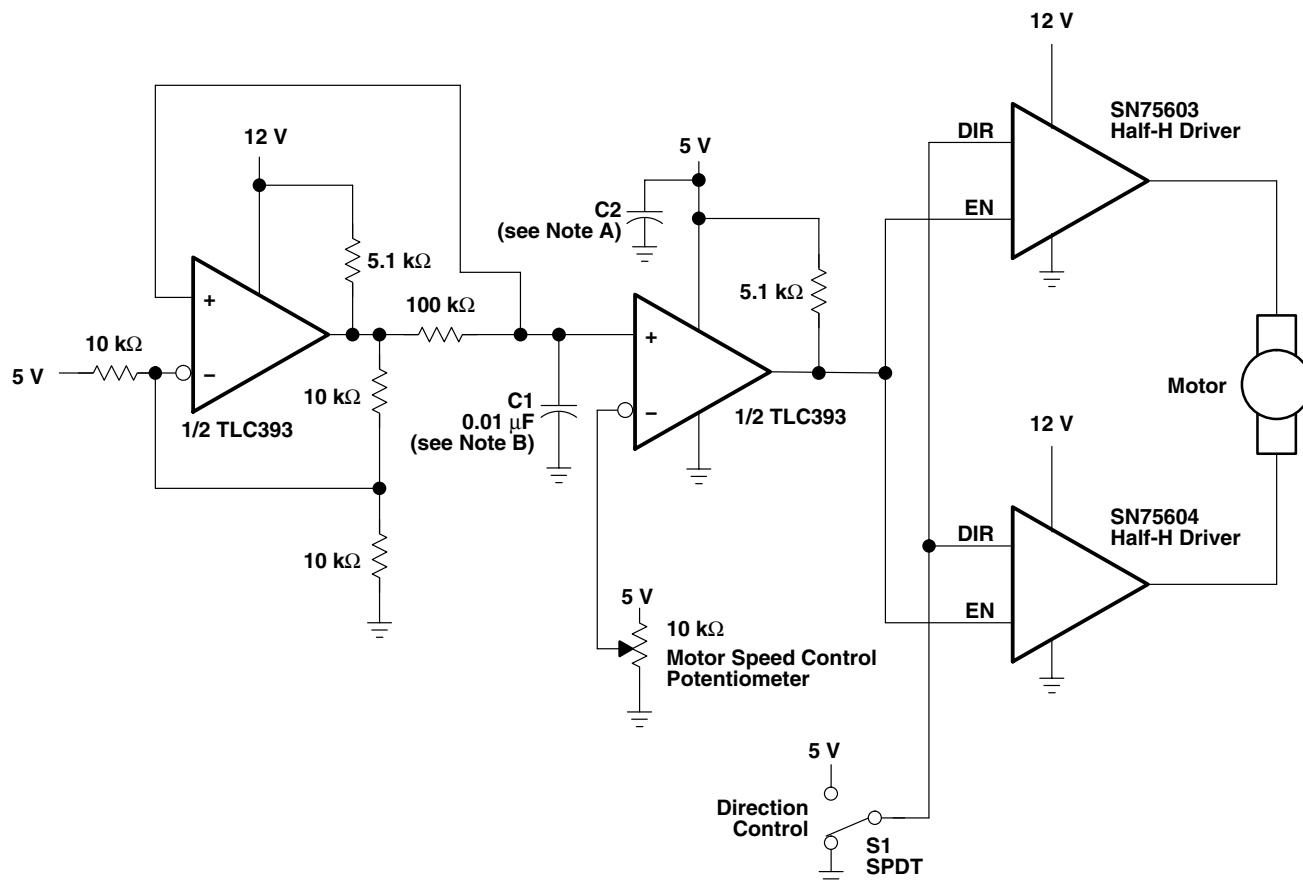 12 V
SN75603
Half-H Driver
12 V
5 V
DIR
C2
(see Note A)
EN
5.1 kΩ
+
5.1 kΩ
100 kΩ
10 kΩ
+
5 V
−
10 kΩ
C1
0.01 μF
(see Note B)
−
1/2 TLC393
1/2 TLC393
Motor
12 V
SN75604
Half-H Driver
DIR
10 kΩ
5 V
EN
10 kΩ
Motor Speed Control
Potentiometer
5 V
Direction
Control
S1
SPDT